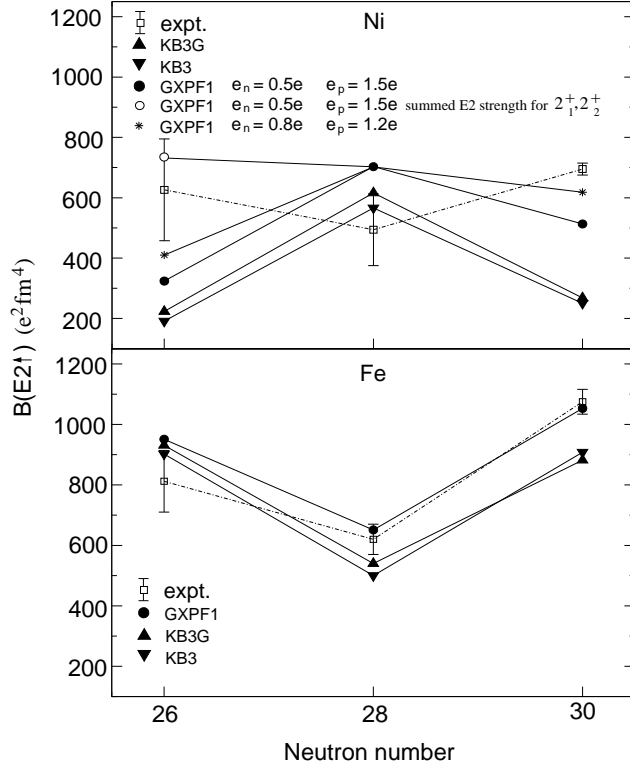 1200
1000
800
600
400
200
Ni
expt.
KB3G
KB3
GXPF1 e_n = 0.5e e_p = 1.5e
GXPF1 e_n = 0.5e e_p = 1.5e summed E2 strength for 2⁺₁,2⁺₂
GXPF1 e_n = 0.8e e_p = 1.2e
B(E2↑) (e²fm⁴)
1200
1000
800
600
400
200
Fe
expt.
GXPF1
KB3G
KB3
26 28 30
Neutron number